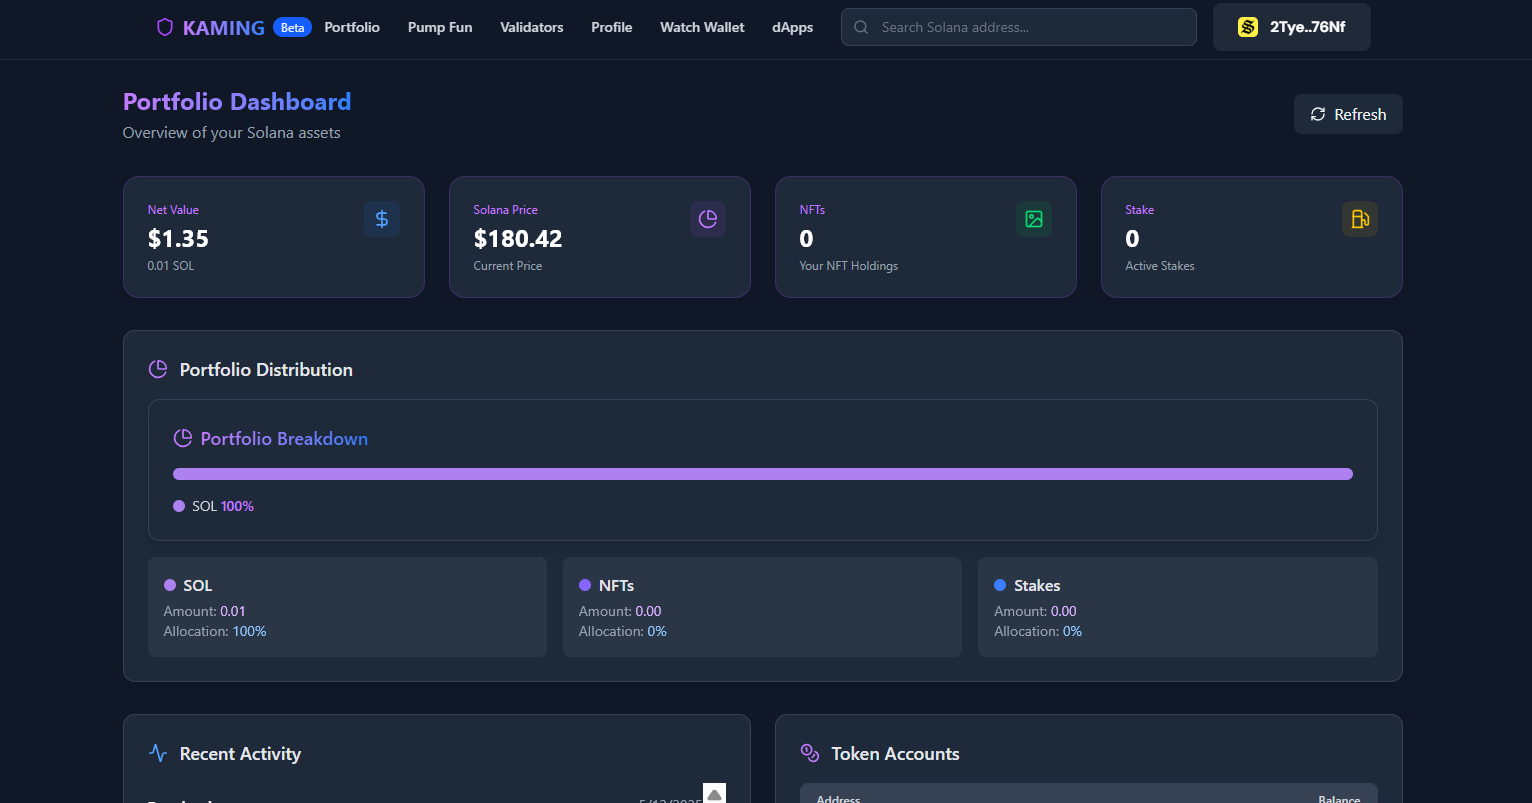 KAMING Beta Portfolio Pump Fun Validators Profile Watch Wallet dApps Search Solana address... 2Tye..76Nf
Portfolio Dashboard
Overview of your Solana assets
Refresh
Net Value
$1.35
0.01 SOL
Solana Price
$180.42
Current Price
NFTs
0
Your NFT Holdings
Stake
0
Active Stakes
Portfolio Distribution
Portfolio Breakdown
SOL 100%
SOL
Amount: 0.01
Allocation: 100%
NFTs
Amount: 0.00
Allocation: 0%
Stakes
Amount: 0.00
Allocation: 0%
Recent Activity
5/13/2025
Token Accounts
Address Balance